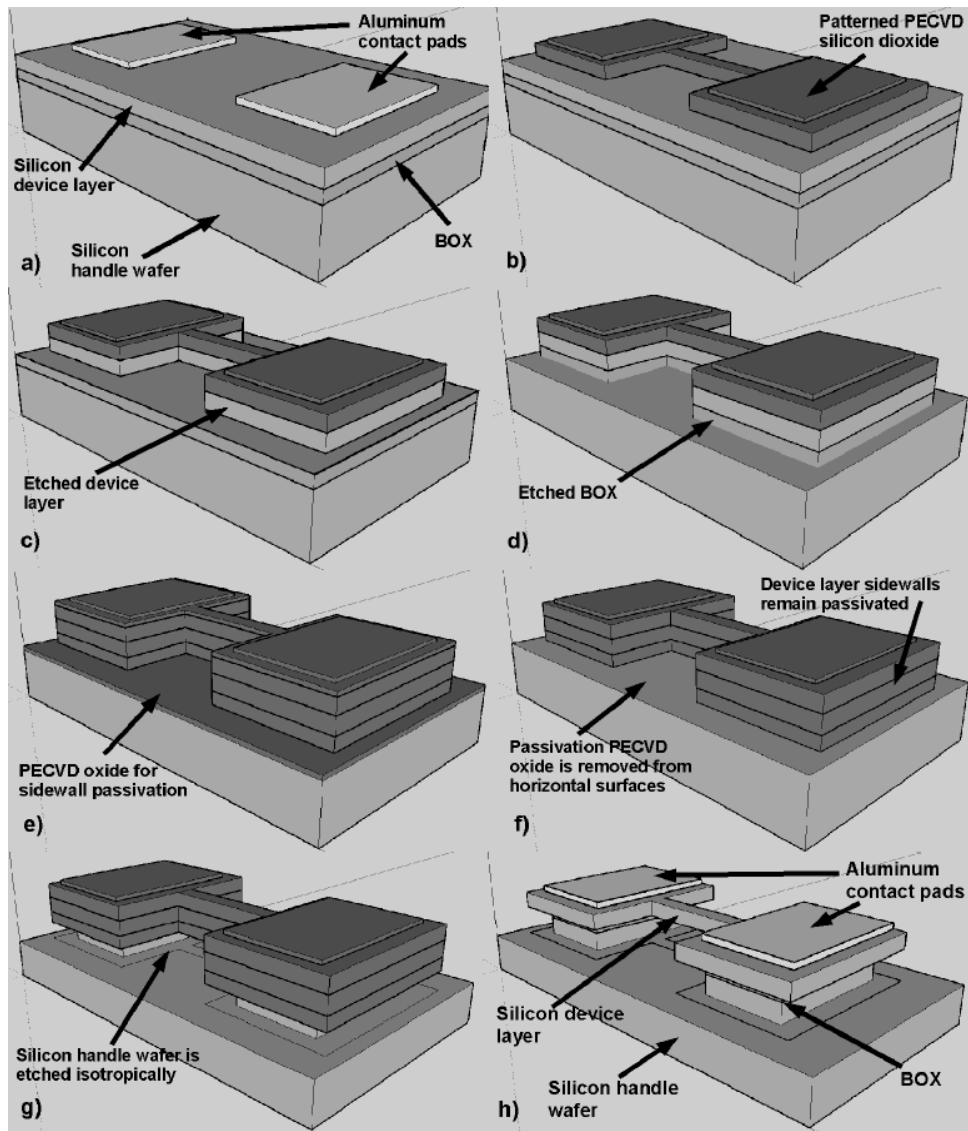 Aluminum
contact pads
Silicon
device layer
Silicon
handle wafer
BOX
a)
Patterned PECVD
silicon dioxide
b)
Etched device
layer
c)
Etched BOX
d)
PECVD oxide for
sidewall passivation
e)
Device layer sidewalls
remain passivated
Passivation PECVD
oxide is removed from
horizontal surfaces
f)
Silicon handle wafer is
etched isotropically
g)
Aluminum
contact pads
Silicon device
layer
Silicon handle
wafer
BOX
h)